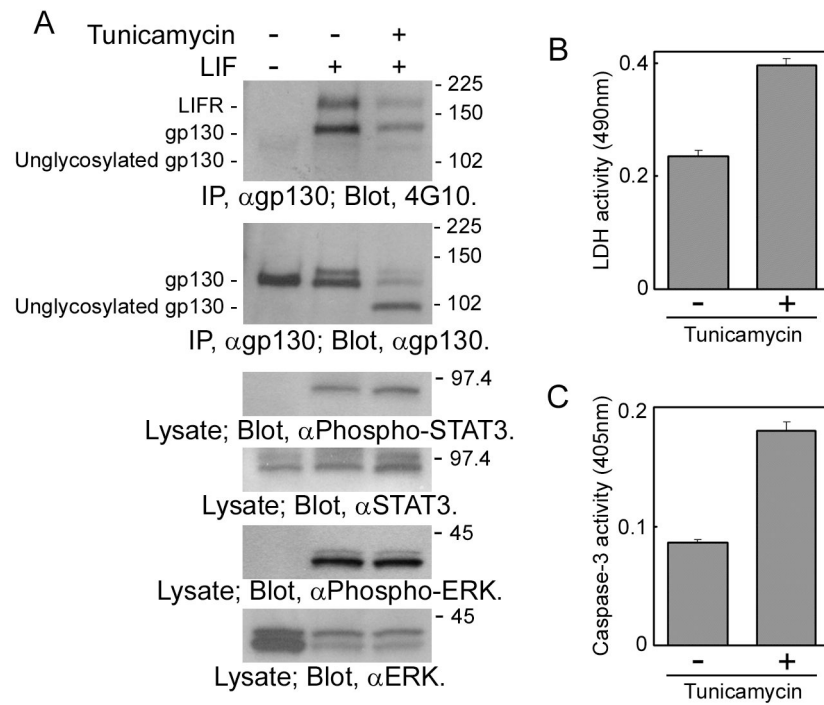 A
Tunicamycin - - +
LIF - + +
LIFR -
gp130 -
Unglycosylated gp130 -
- 225
- 150
- 102
IP, αgp130; Blot, 4G10.
gp130 -
Unglycosylated gp130 -
- 225
- 150
- 102
IP, αgp130; Blot, αgp130.
- 97.4
Lysate; Blot, αPhospho-STAT3.
- 97.4
Lysate; Blot, αSTAT3.
- 45
Lysate; Blot, αPhospho-ERK.
- 45
Lysate; Blot, αERK.
B
LDH activity (490nm)
0.4
0.2
0
- +
Tunicamycin
C
Caspase-3 activity (405nm)
0.2
0.1
0
- +
Tunicamycin